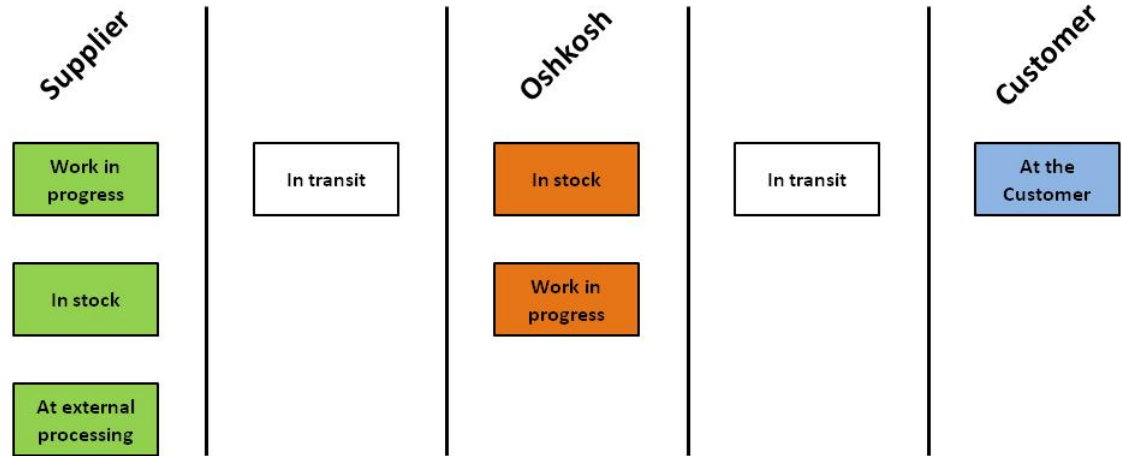 Supplier
Oshkosh
Customer
Work in
progress
In transit
In stock
In transit
At the
Customer
In stock
Work in
progress
At external
processing